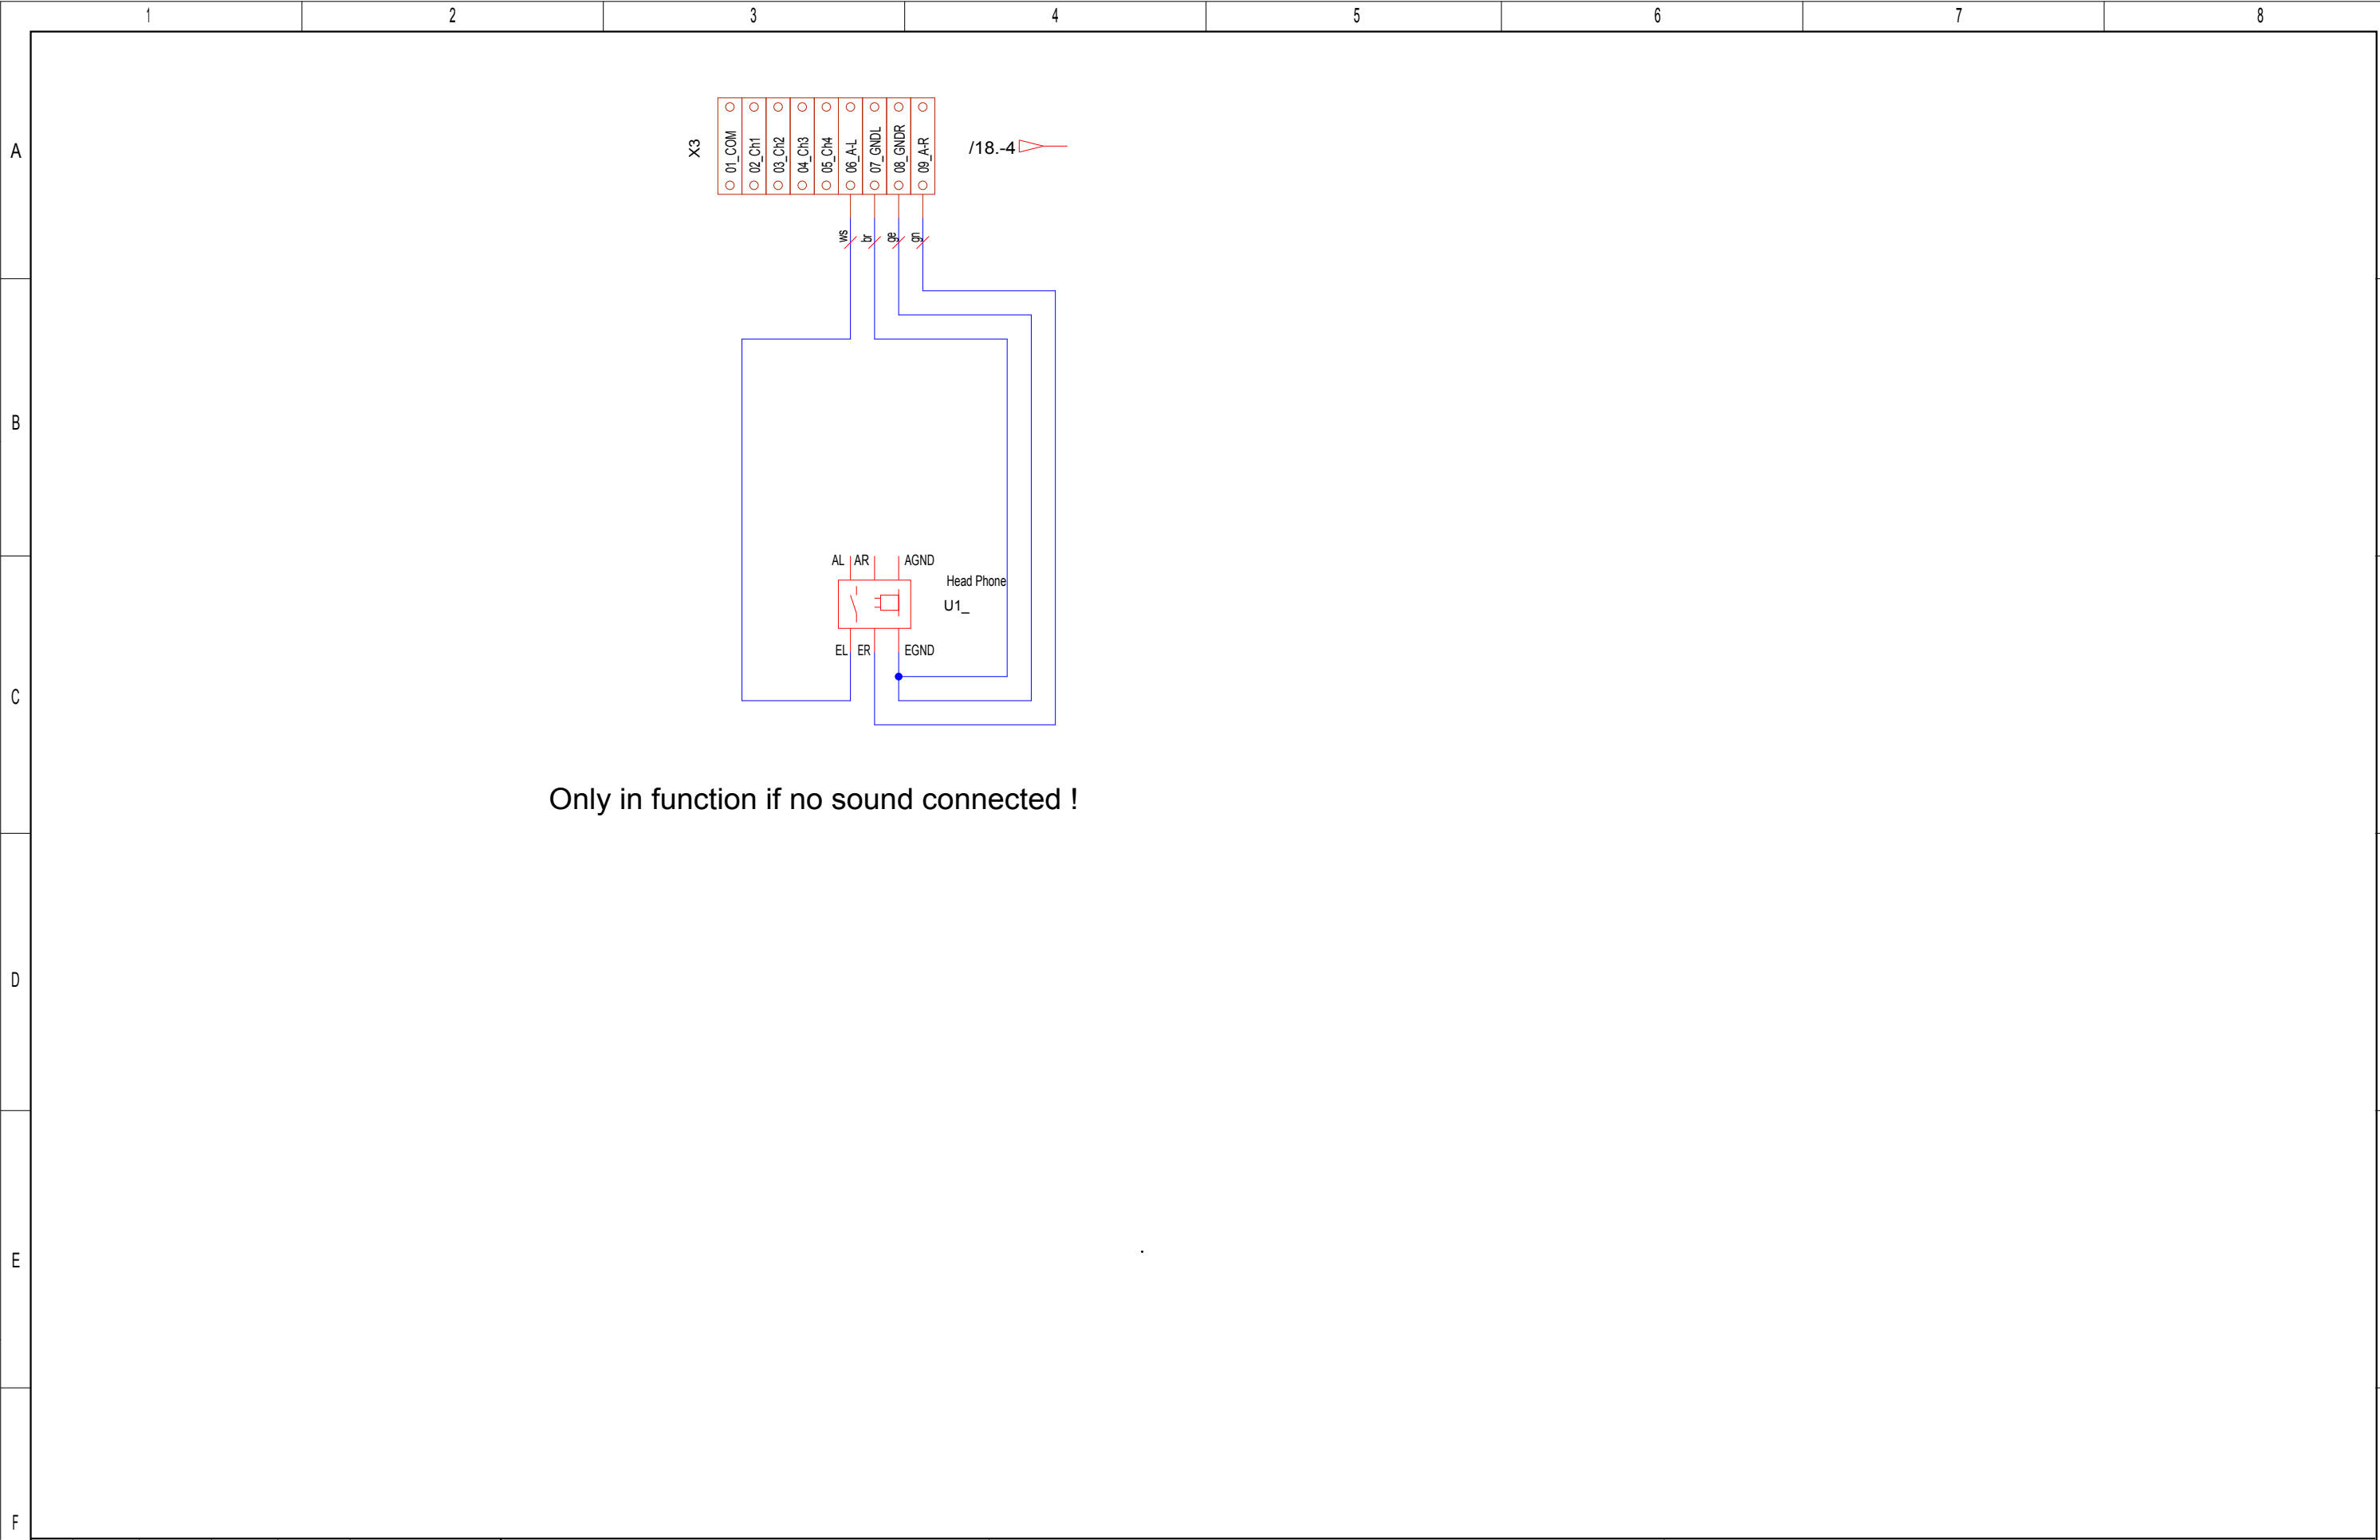 1 2 3 4 5 6 7 8
A
X3
01_COM
02_Ch1
03_Ch2
04_Ch3
05_Ch4
06_A-L
07_GNDL
08_GNDR
09_A-R
/18.-4
ws
br
ge
gn
B
AL AR AGND
Head Phone
U1_
EL ER EGND
C
Only in function if no sound connected !
D
E
F